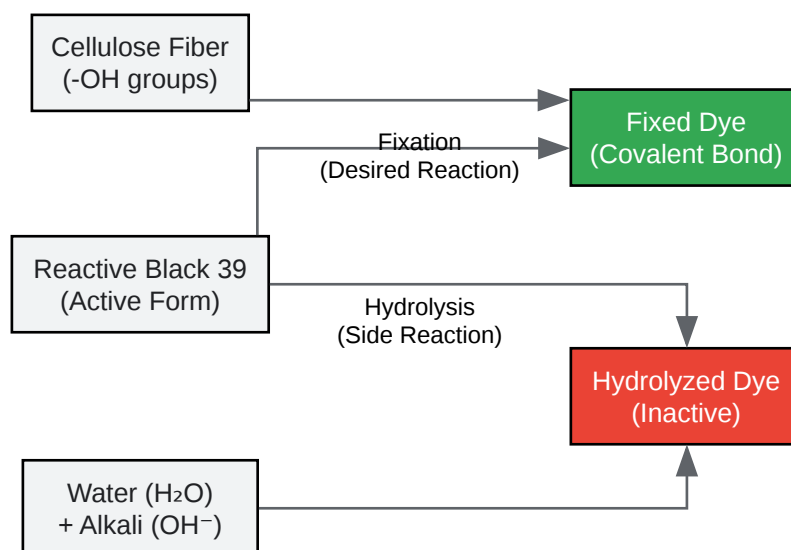 Cellulose Fiber
(-OH groups)
Fixed Dye
(Covalent Bond)
Fixation
(Desired Reaction)
Reactive Black 39
(Active Form)
Hydrolysis
(Side Reaction)
Hydrolyzed Dye
(Inactive)
Water (H₂O)
+ Alkali (OH⁻)